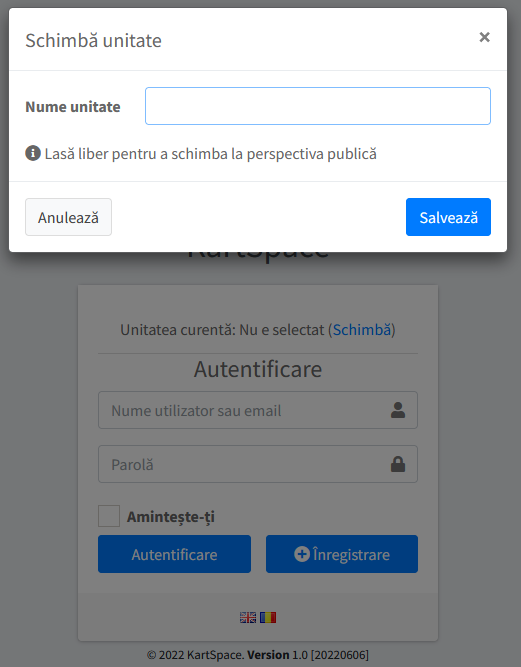 Schimbă unitate
×
Nume unitate
Lasă liber pentru a schimba la perspectiva publică
Anulează
Salvează
KartSpace
Unitatea curentă: Nu e selectat (Schimbă)
Autentificare
Nume utilizator sau email
Parolă
Amintește-ți
Autentificare
Înregistrare
© 2022 KartSpace. Version 1.0 [20220606]